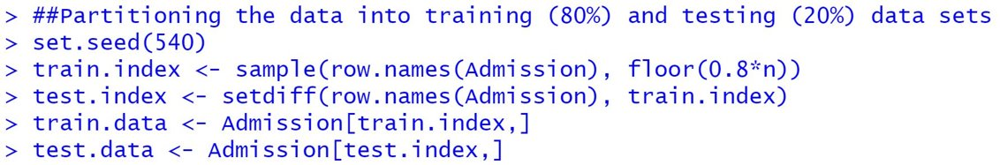 > ##Partitioning the data into training (80%) and testing (20%) data sets
> set.seed(540)
> train.index <- sample(row.names(Admission), floor(0.8*n))
> test.index <- setdiff(row.names(Admission), train.index)
> train.data <- Admission[train.index,]
> test.data <- Admission[test.index,]